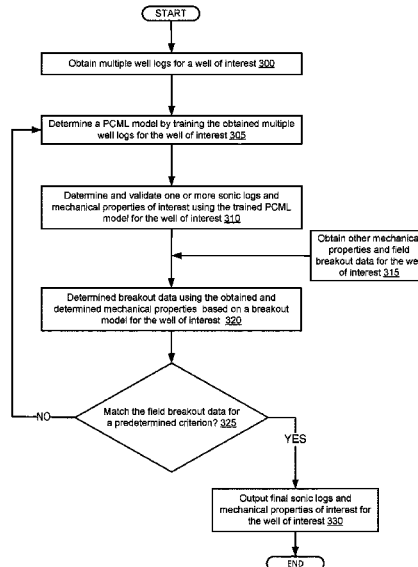 START
Obtain multiple well logs for a well of interest 300
Determine a PCML model by training the obtained multiple
well logs for the well of interest 305
Determine and validate one or more sonic logs and
mechanical properties of interest using the trained PCML
model for the well of interest 310
Obtain other mechanical
properties and field
breakout data for the well
of interest 315
Determined breakout data using the obtained and
determined mechanical properties based on a breakout
model for the well of interest 320
Match the field breakout data for
a predetermined criterion? 325
NO
YES
Output final sonic logs and
mechanical properties of interest for
the well of interest 330
END